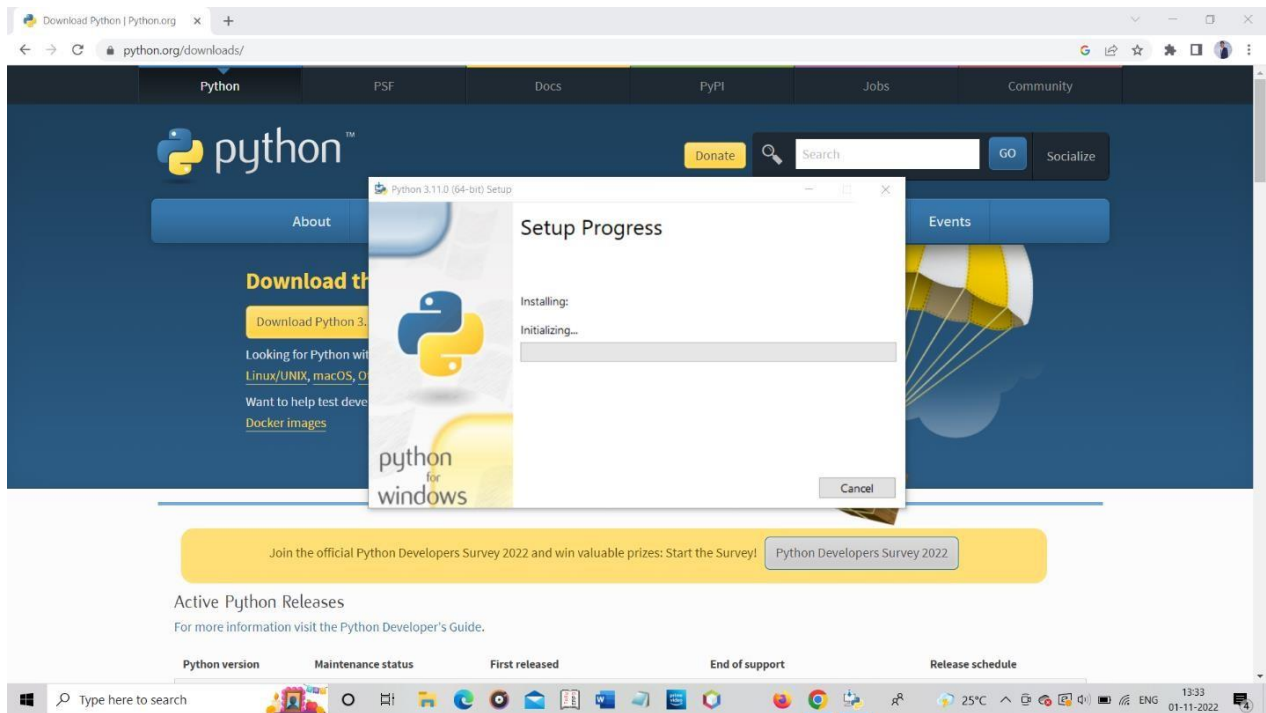 Download Python | Python.org
python.org/downloads/
Python PSF Docs PyPI Jobs Community
python™
Donate Search GO Socialize
Python 3.11.0 (64-bit) Setup
About Events
Setup Progress
Download th
Installing:
Download Python 3.
Initializing...
Looking for Python wit
Linux/UNIX, macOS, O
Want to help test deve
Docker images
python
for
windows
Cancel
Join the official Python Developers Survey 2022 and win valuable prizes: Start the Survey! Python Developers Survey 2022
Active Python Releases
For more information visit the Python Developer's Guide.
Python version Maintenance status First released End of support Release schedule
Type here to search 25°C ENG 13:33
01-11-2022
4